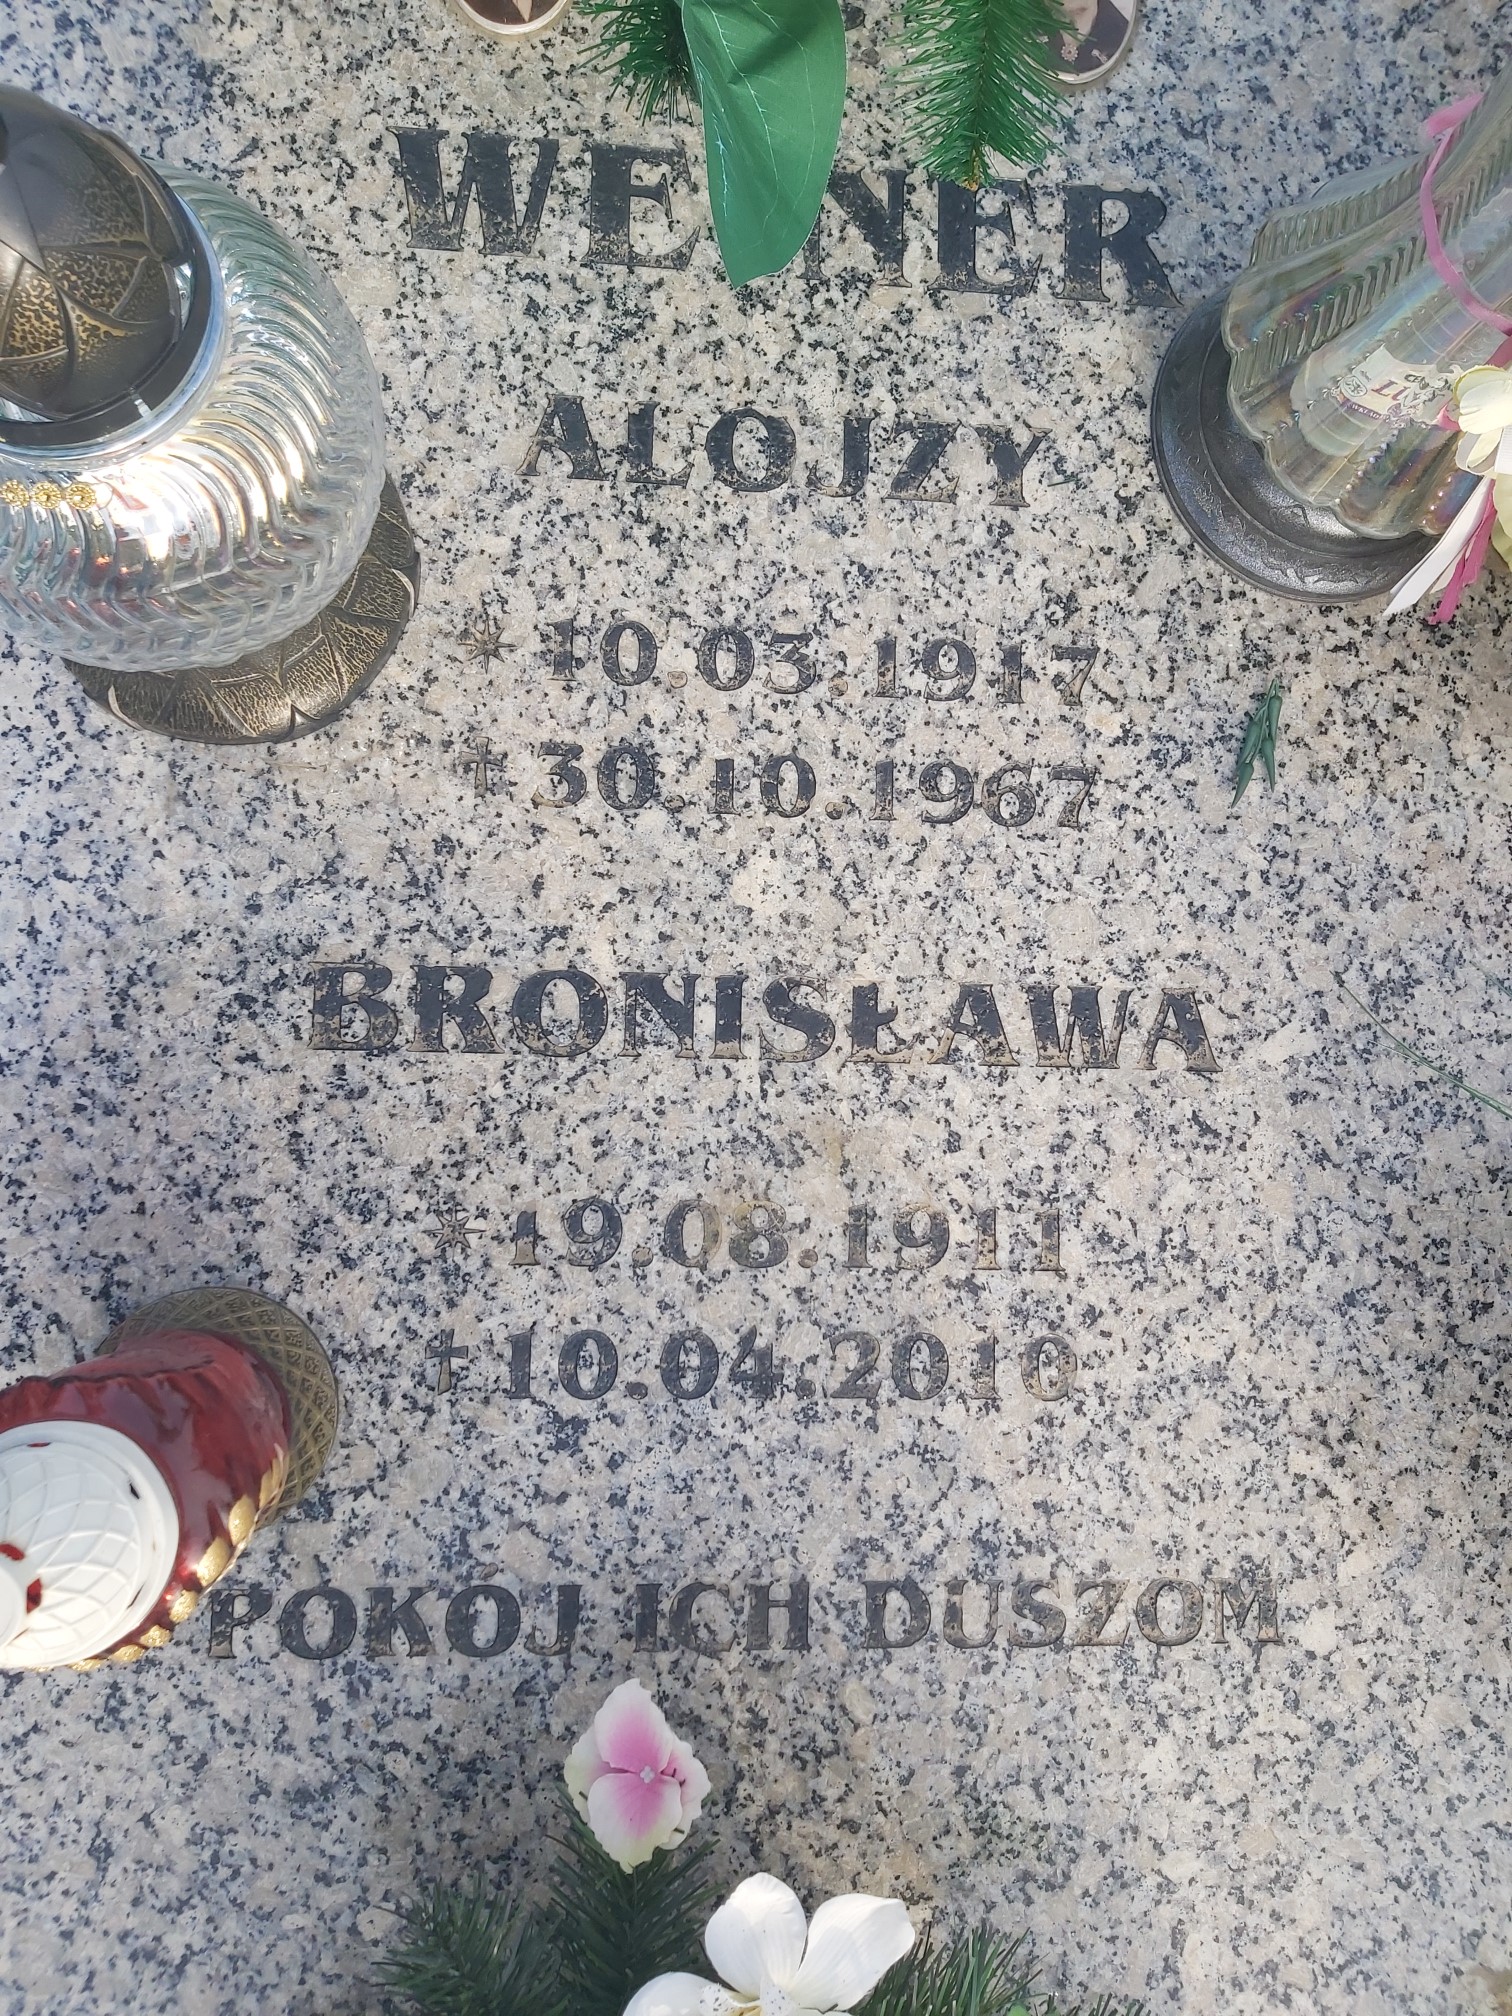 ALOJZY
* 10.03.1917
† 30.10.1967
BRONISŁAWA
* 19.08.1911
† 10.04.2010
POKÓJ ICH DUSZOM